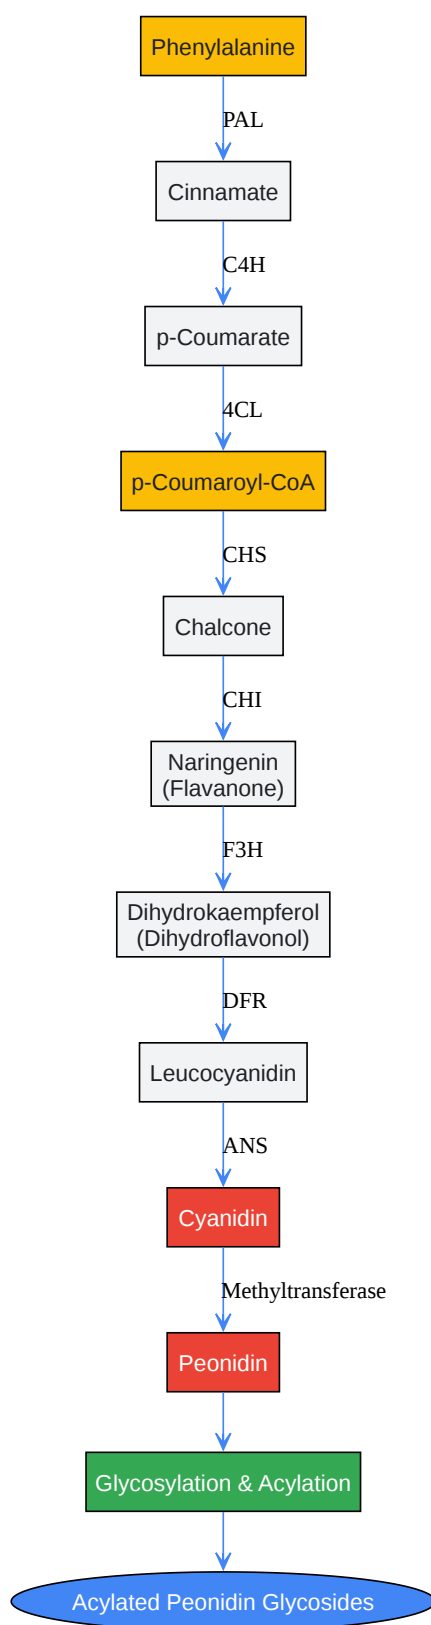 Phenylalanine
PAL
Cinnamate
C4H
p-Coumarate
4CL
p-Coumaroyl-CoA
CHS
Chalcone
CHI
Naringenin
(Flavanone)
F3H
Dihydrokaempferol
(Dihydroflavonol)
DFR
Leucocyanidin
ANS
Cyanidin
Methyltransferase
Peonidin
Glycosylation & Acylation
Acylated Peonidin Glycosides